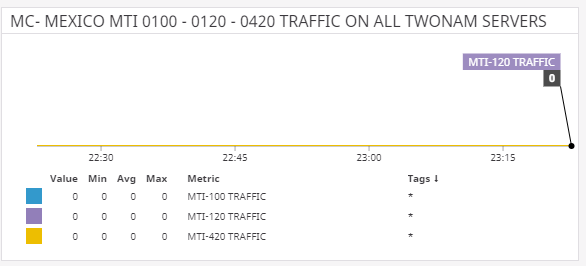 MC- MEXICO MTI 0100 - 0120 - 0420 TRAFFIC ON ALL TWONAM SERVERS
MTI-120 TRAFFIC
0
22:30 22:45 23:00 23:15
Value Min Avg Max Metric Tags ↓
0 0 0 0 MTI-100 TRAFFIC *
0 0 0 0 MTI-120 TRAFFIC *
0 0 0 0 MTI-420 TRAFFIC *